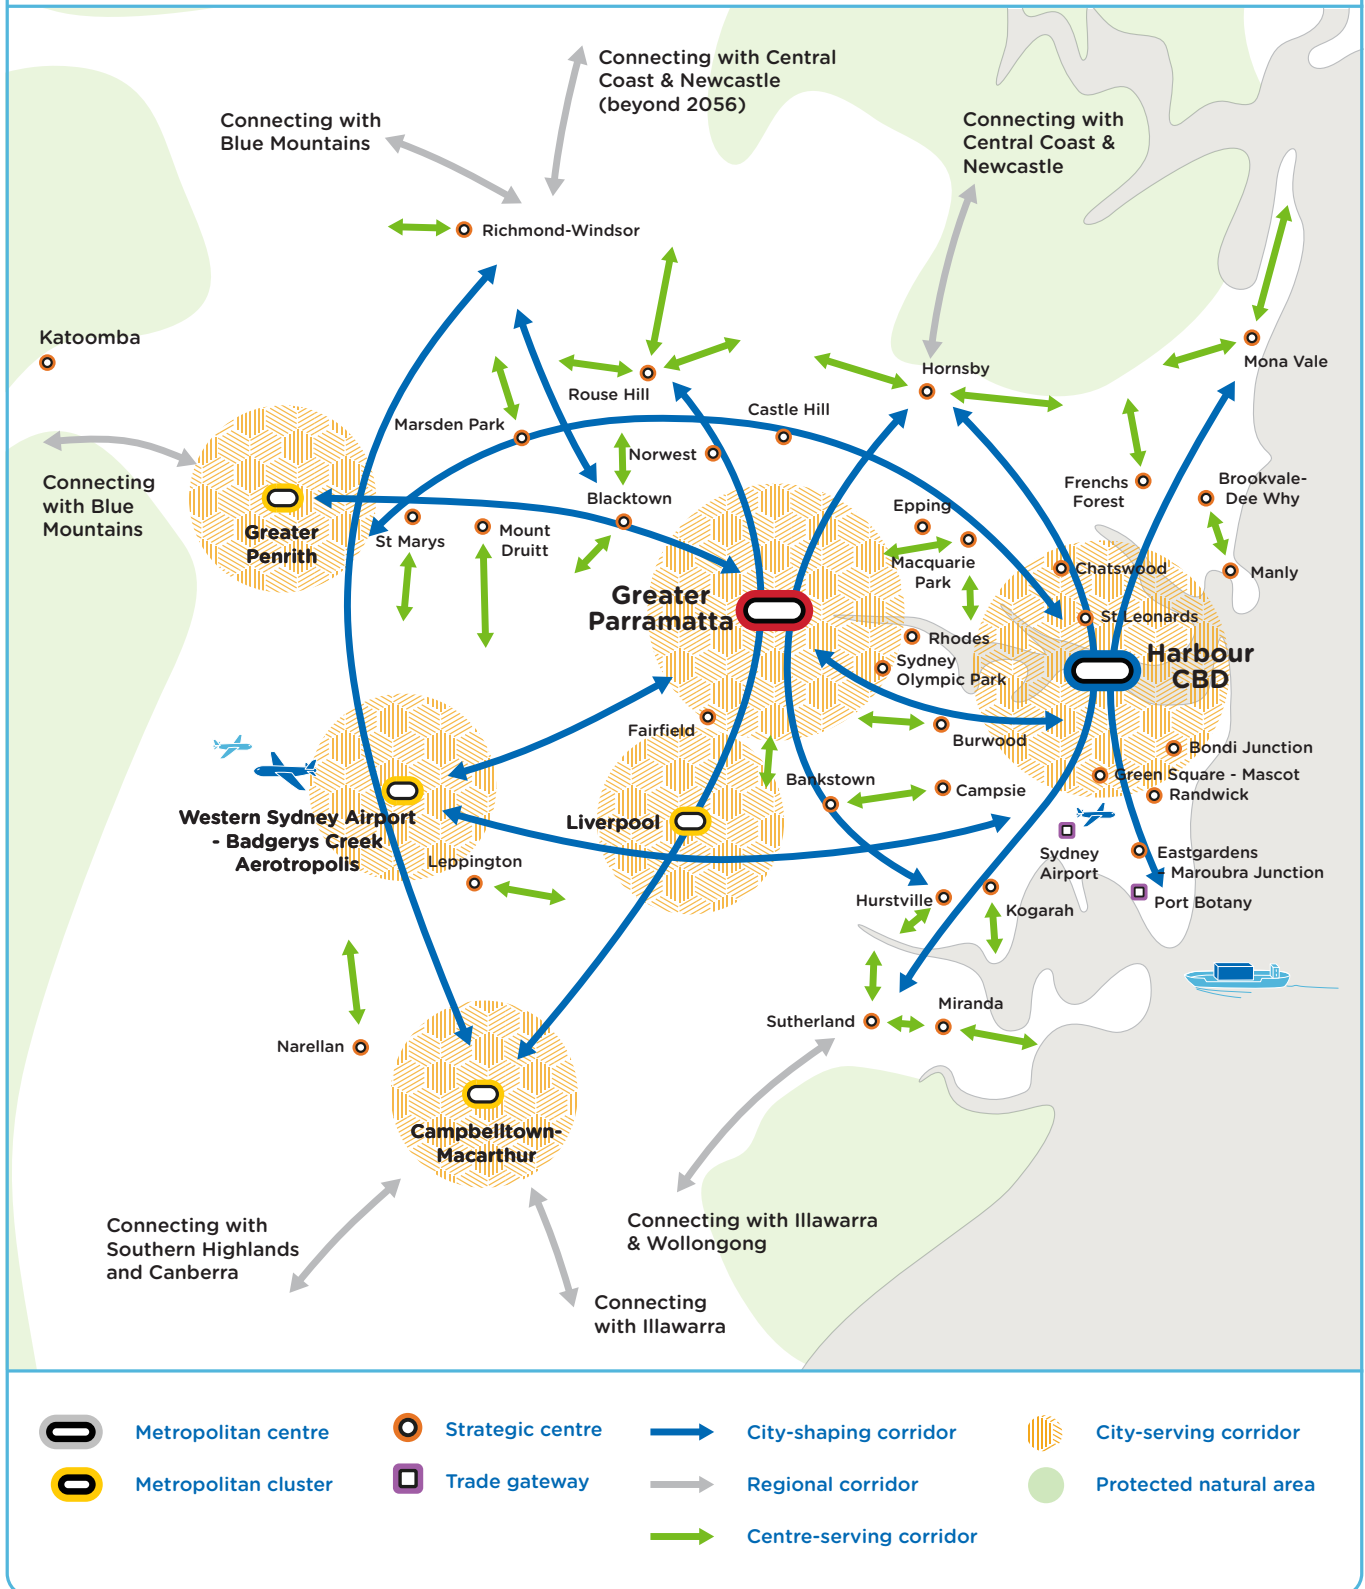 Connecting with Central
Coast & Newcastle
(beyond 2056)
Connecting with
Blue Mountains
Connecting with
Central Coast &
Newcastle
Richmond-Windsor
Katoomba
Mona Vale
Hornsby
Rouse Hill
Castle Hill
Marsden Park
Norwest
Connecting
with Blue
Mountains
Blacktown
Frenchs
Forest
Brookvale-
Dee Why
Epping
Greater
Penrith
St Marys
Mount
Druitt
Macquarie
Park
Chatswood
Manly
Greater
Parramatta
St Leonards
Rhodes
Harbour
CBD
Sydney
Olympic Park
Fairfield
Burwood
Bondi Junction
Bankstown
Green Square - Mascot
Campsie
Randwick
Western Sydney Airport
- Badgerys Creek
Aerotropolis
Liverpool
Leppington
Sydney
Airport
Eastgardens
- Maroubra Junction
Hurstville
Kogarah
Port Botany
Miranda
Sutherland
Narellan
Campbelltown-
Macarthur
Connecting with
Southern Highlands
and Canberra
Connecting with Illawarra
& Wollongong
Connecting
with Illawarra
Metropolitan centre
Strategic centre
City-shaping corridor
City-serving corridor
Metropolitan cluster
Trade gateway
Regional corridor
Protected natural area
Centre-serving corridor